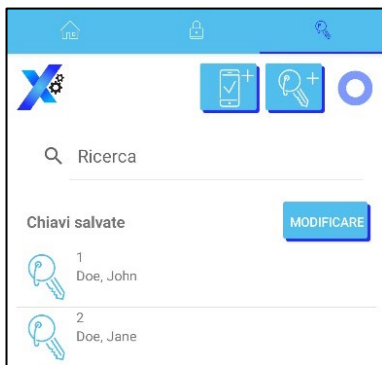 Ricerca
Chiavi salvate
MODIFICARE
1
Doe, John
2
Doe, Jane